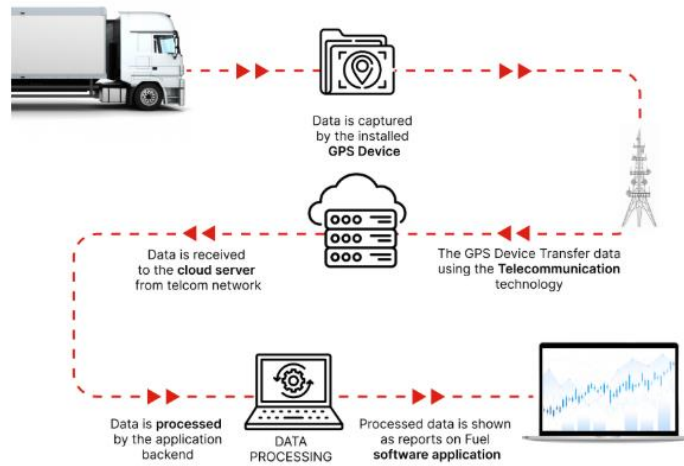 Data is captured
by the installed
GPS Device
Data is received
to the cloud server
from telcom network
The GPS Device Transfer data
using the Telecommunication
technology
Data is processed
by the application
backend
DATA
PROCESSING
Processed data is shown
as reports on Fuel
software application